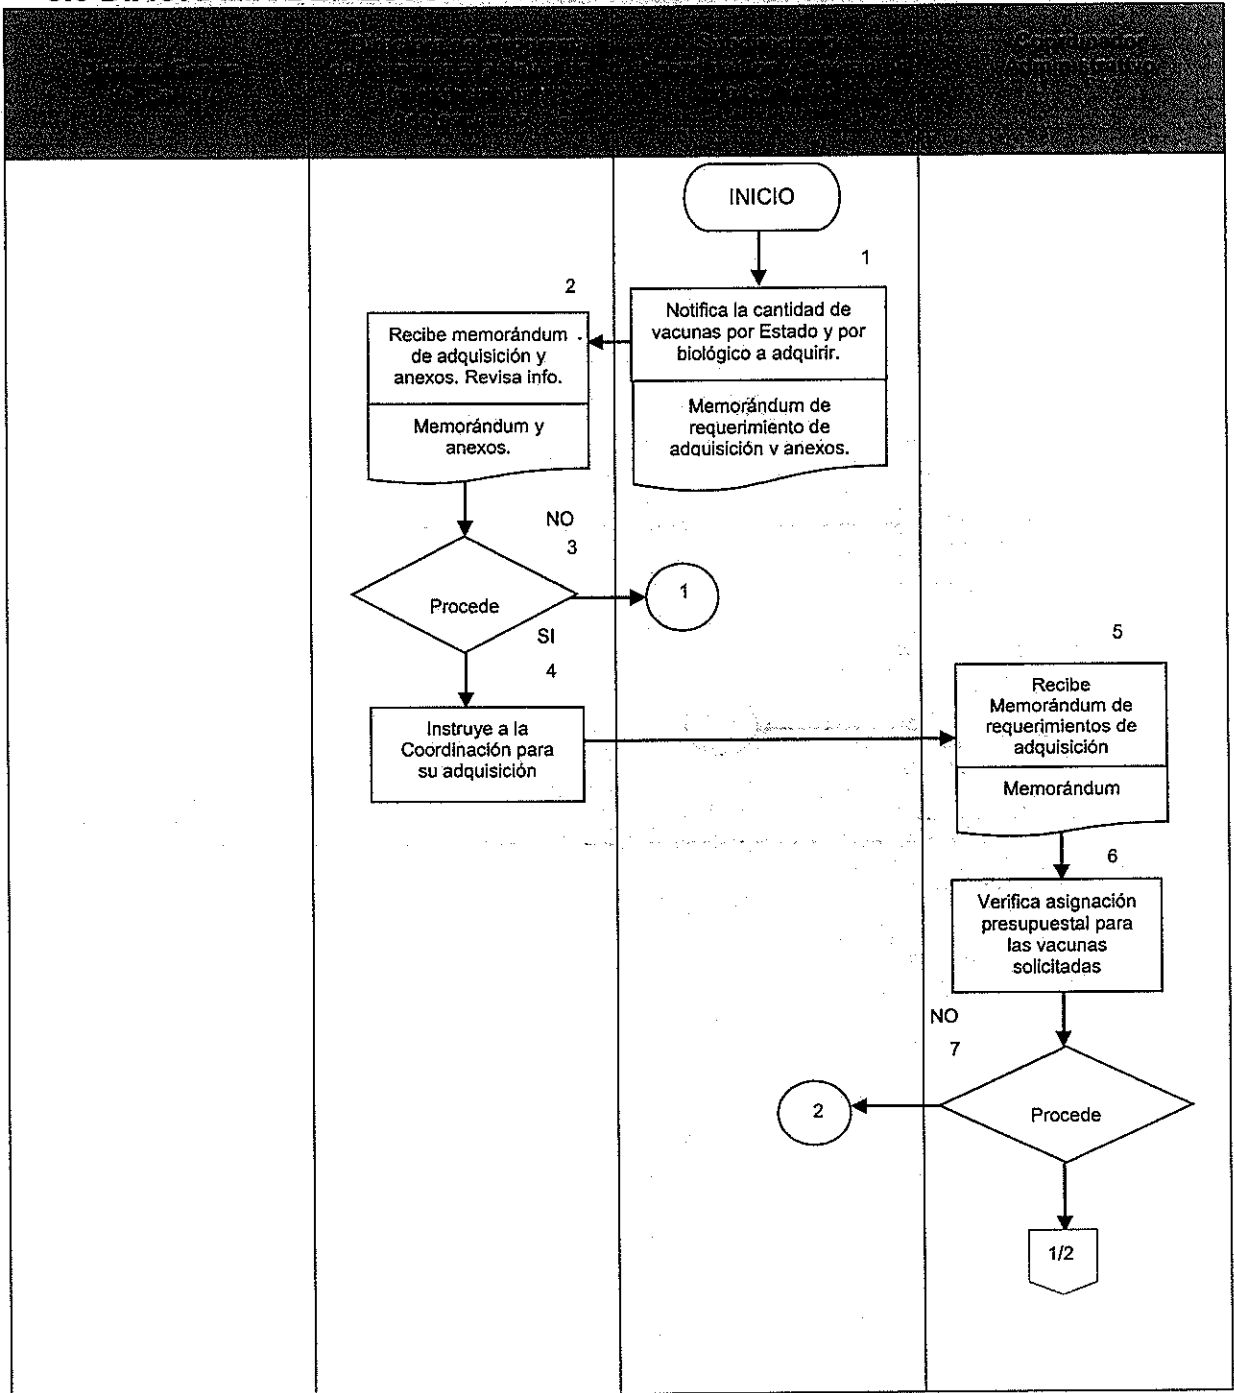 Coordinador
Administrativo
INICIO
1
Notifica la cantidad de
vacunas por Estado y por
biológico a adquirir.
Memorándum de
requerimiento de
adquisición y anexos.
2
Recibe memorándum
de adquisición y
anexos. Revisa info.
Memorándum y
anexos.
NO
3
Procede
1
SI
4
Instruye a la
Coordinación para
su adquisición
5
Recibe
Memorándum de
requerimientos de
adquisición
Memorándum
6
Verifica asignación
presupuestal para
las vacunas
solicitadas
NO
7
Procede
2
1/2